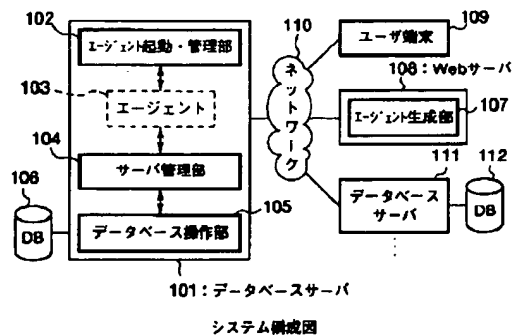 102
エージェント起動・管理部
103
エージェント
104
サーバ管理部
106
DB
105
データベース操作部
101：データベースサーバ
110
ネットワーク
109
ユーザ端末
108：Webサーバ
エージェント生成部
107
111
データベース
サーバ
112
DB
システム構成図